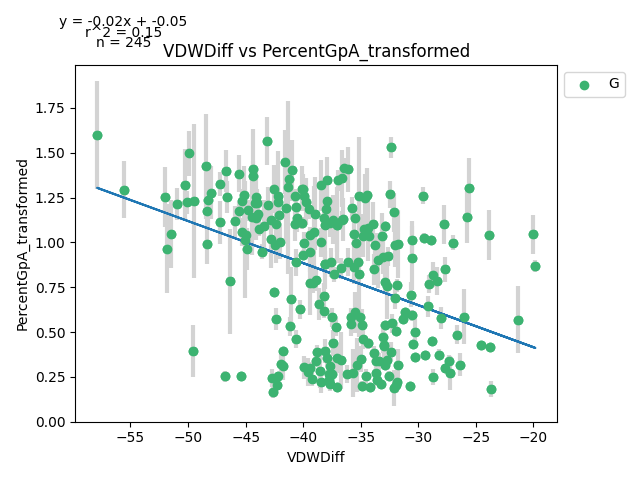 y = -0.02x + -0.05
r^2 = 0.15
n = 245
VDWDiff vs PercentGpA_transformed
G
PercentGpA_transformed
1.75
1.50
1.25
1.00
0.75
0.50
0.25
0.00
−55 −50 −45 −40 −35 −30 −25 −20
VDWDiff